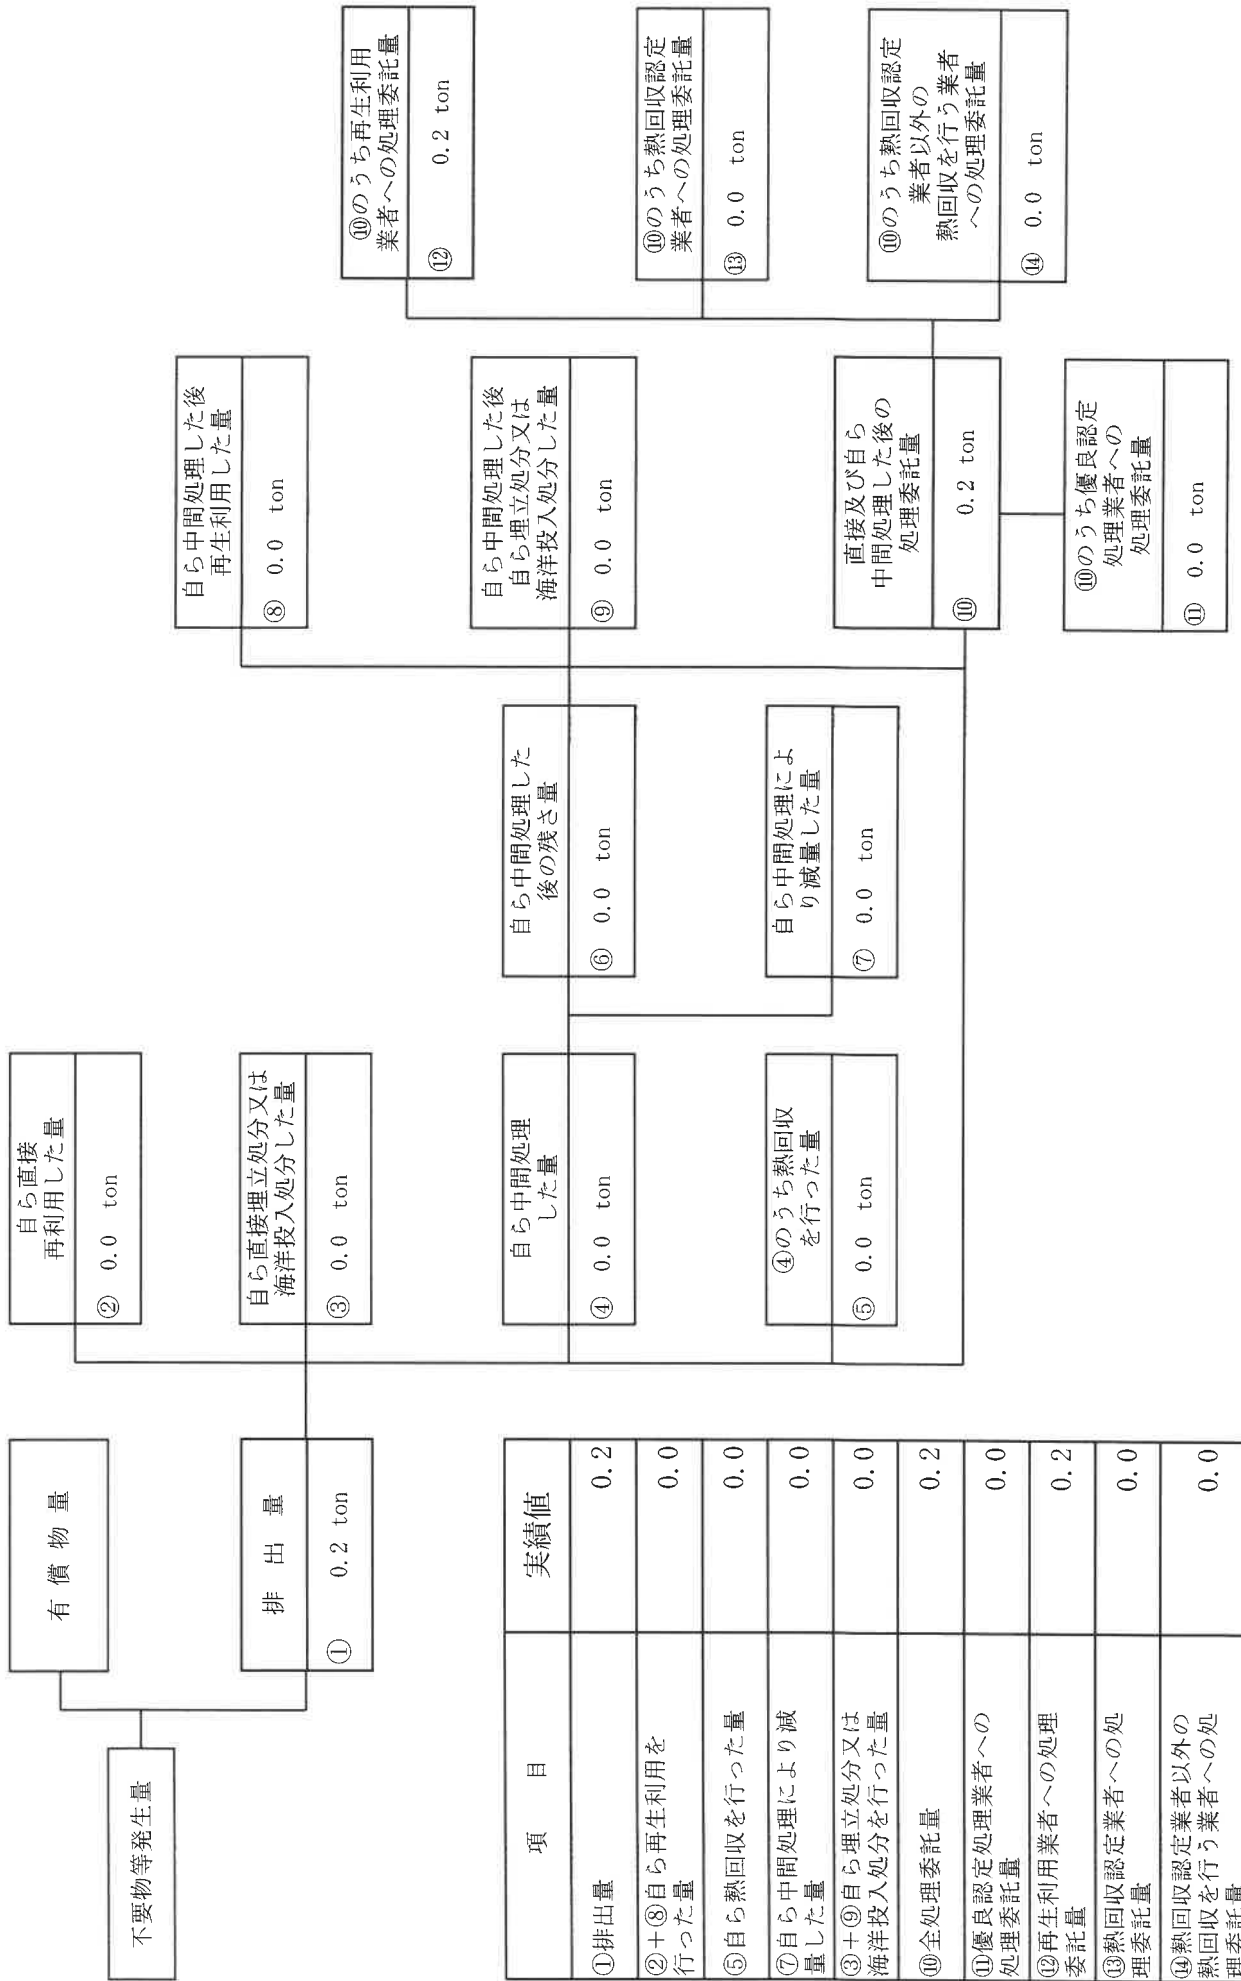 不要物等発生量
有償物量
排出量
① 0.2 ton
自ら直接
再利用した量
② 0.0 ton
自ら直接埋立処分又は
海洋投入処分した量
③ 0.0 ton
自ら中間処理
した量
④ 0.0 ton
④のうち熱回収
を行った量
⑤ 0.0 ton
自ら中間処理した
後の残さ量
⑥ 0.0 ton
自ら中間処理によ
り減量した量
⑦ 0.0 ton
自ら中間処理した後
再生利用した量
⑧ 0.0 ton
自ら中間処理した後
自ら埋立処分又は
海洋投入処分した量
⑨ 0.0 ton
直接及び自ら
中間処理した後の
処理委託量
⑩ 0.2 ton
⑩のうち優良認定
処理業者への
処理委託量
⑪ 0.0 ton
⑩のうち再生利用
業者への処理委託量
⑫ 0.2 ton
⑩のうち熱回収認定
業者への処理委託量
⑬ 0.0 ton
⑩のうち熱回収認定
業者以外の
熱回収を行う業者
への処理委託量
⑭ 0.0 ton
項目 実績値
①排出量 0.2
②+⑧自ら再生利用を
行った量 0.0
⑤自ら熱回収を行った量 0.0
⑦自ら中間処理により減
量した量 0.0
③+⑨自ら埋立処分又は
海洋投入処分を行った量 0.0
⑩全処理委託量 0.2
⑪優良認定処理業者への
処理委託量 0.0
⑫再生利用業者への処理
委託量 0.2
⑬熱回収認定業者への処
理委託量 0.0
⑭熱回収認定業者以外の
熱回収を行う業者への処
理委託量 0.0